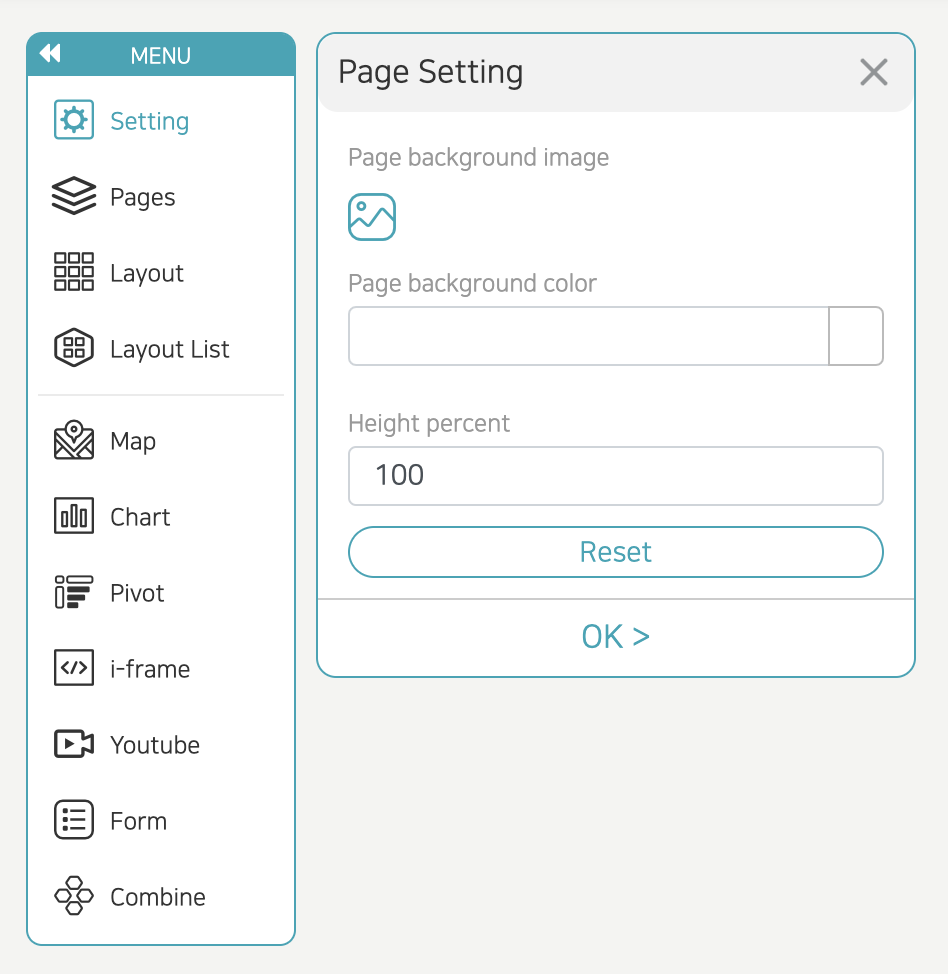 MENU
Setting
Pages
Layout
Layout List
Map
Chart
Pivot
i-frame
Youtube
Form
Combine
Page Setting
Page background image
Page background color
Height percent
100
Reset
OK >